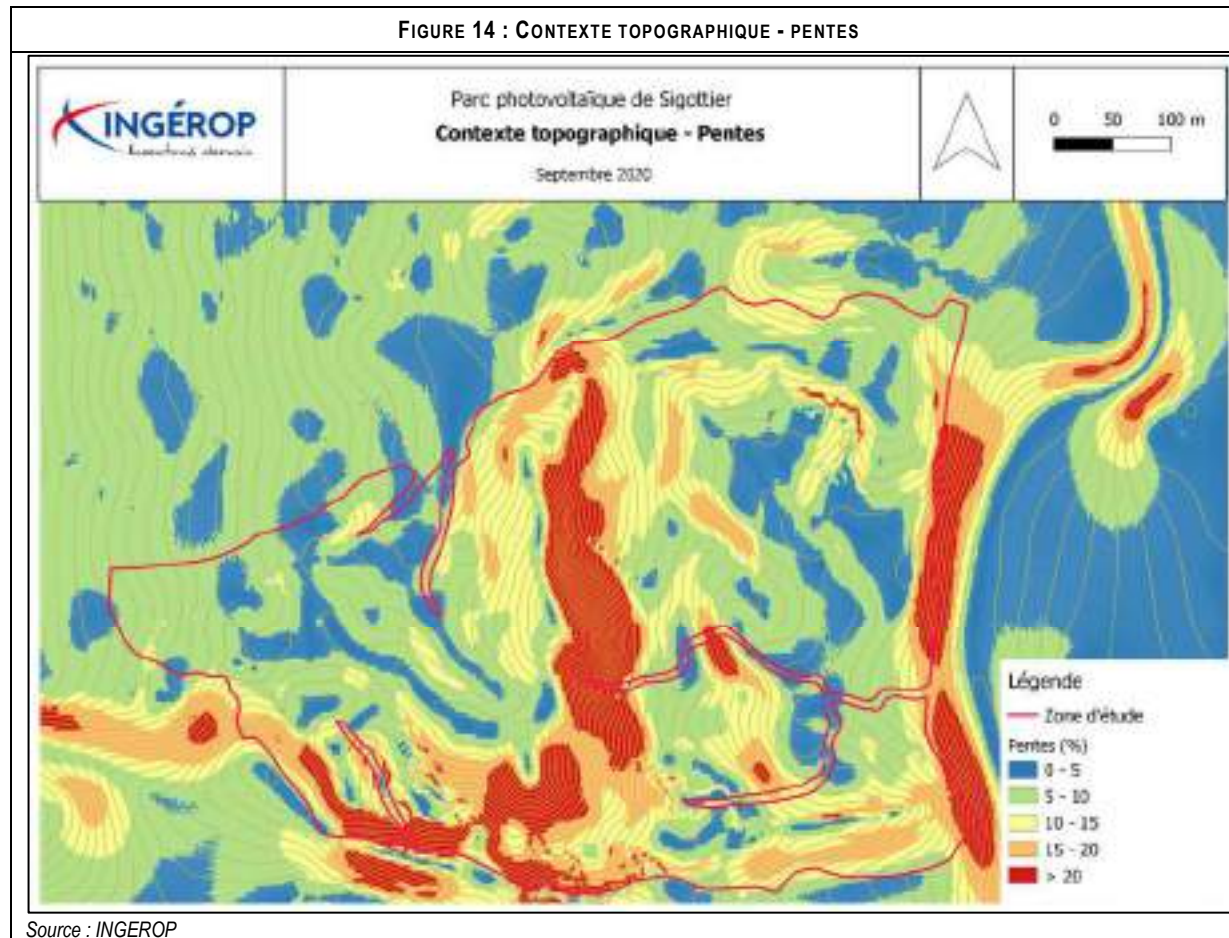 FIGURE 14 : CONTEXTE TOPOGRAPHIQUE - PENTES
INGÉROP
Parc photovoltaïque de Sigottier
Contexte topographique - Pentes
Septembre 2020
0 50 100 m
Légende
Zone d'étude
Pentes (%)
0 - 5
5 - 10
10 - 15
15 - 20
> 20
Source : INGEROP